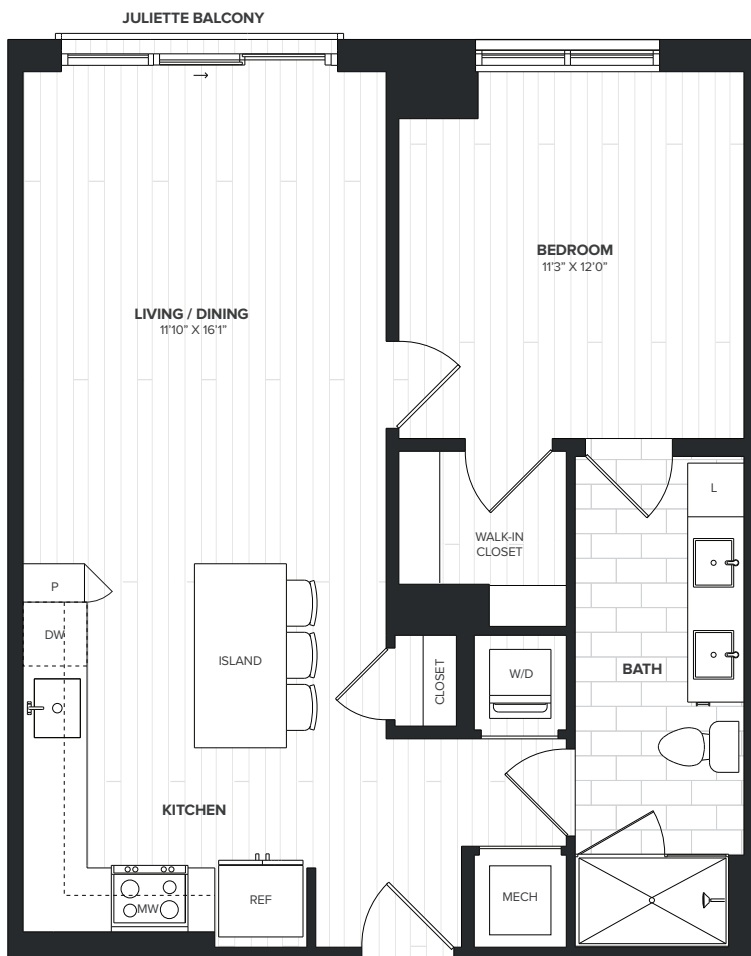 JULIETTE BALCONY
BEDROOM
11'3" X 12'0"
LIVING / DINING
11'10" X 16'1"
L
WALK-IN
CLOSET
P
DW
ISLAND
CLOSET
W/D
BATH
KITCHEN
MW
REF
MECH